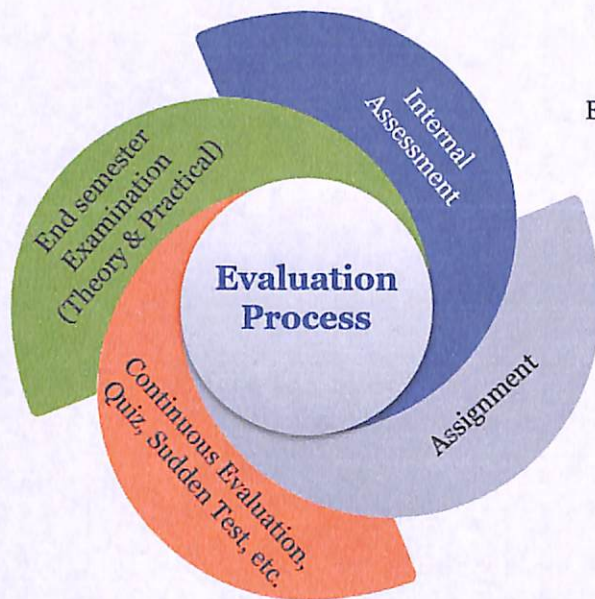 Internal
Assessment
E
End semester
Examination
(Theory & Practical)
Evaluation
Process
Assignment
Continuous Evaluation,
Quiz, Sudden Test, etc.